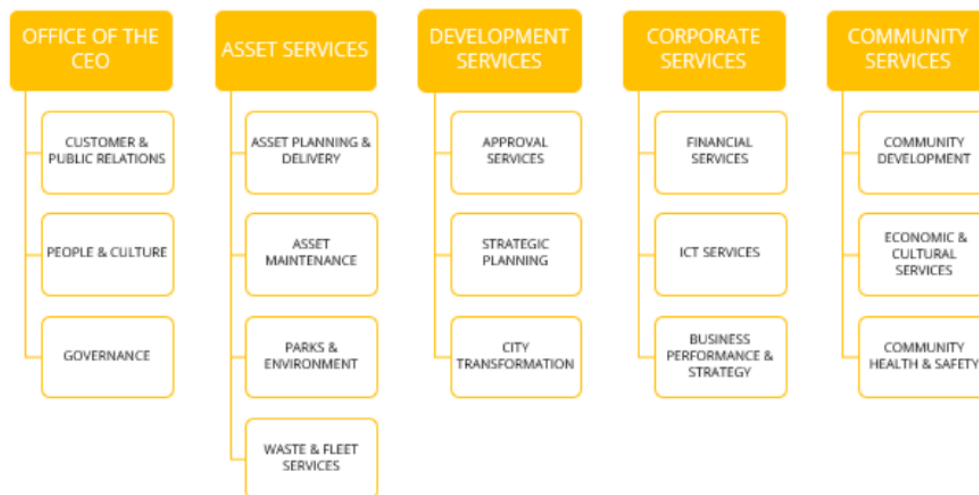 OFFICE OF THE
CEO
CUSTOMER &
PUBLIC RELATIONS
PEOPLE & CULTURE
GOVERNANCE
ASSET SERVICES
ASSET PLANNING &
DELIVERY
ASSET
MAINTENANCE
PARKS &
ENVIRONMENT
WASTE & FLEET
SERVICES
DEVELOPMENT
SERVICES
APPROVAL
SERVICES
STRATEGIC
PLANNING
CITY
TRANSFORMATION
CORPORATE
SERVICES
FINANCIAL
SERVICES
ICT SERVICES
BUSINESS
PERFORMANCE &
STRATEGY
COMMUNITY
SERVICES
COMMUNITY
DEVELOPMENT
ECONOMIC &
CULTURAL
SERVICES
COMMUNITY
HEALTH & SAFETY